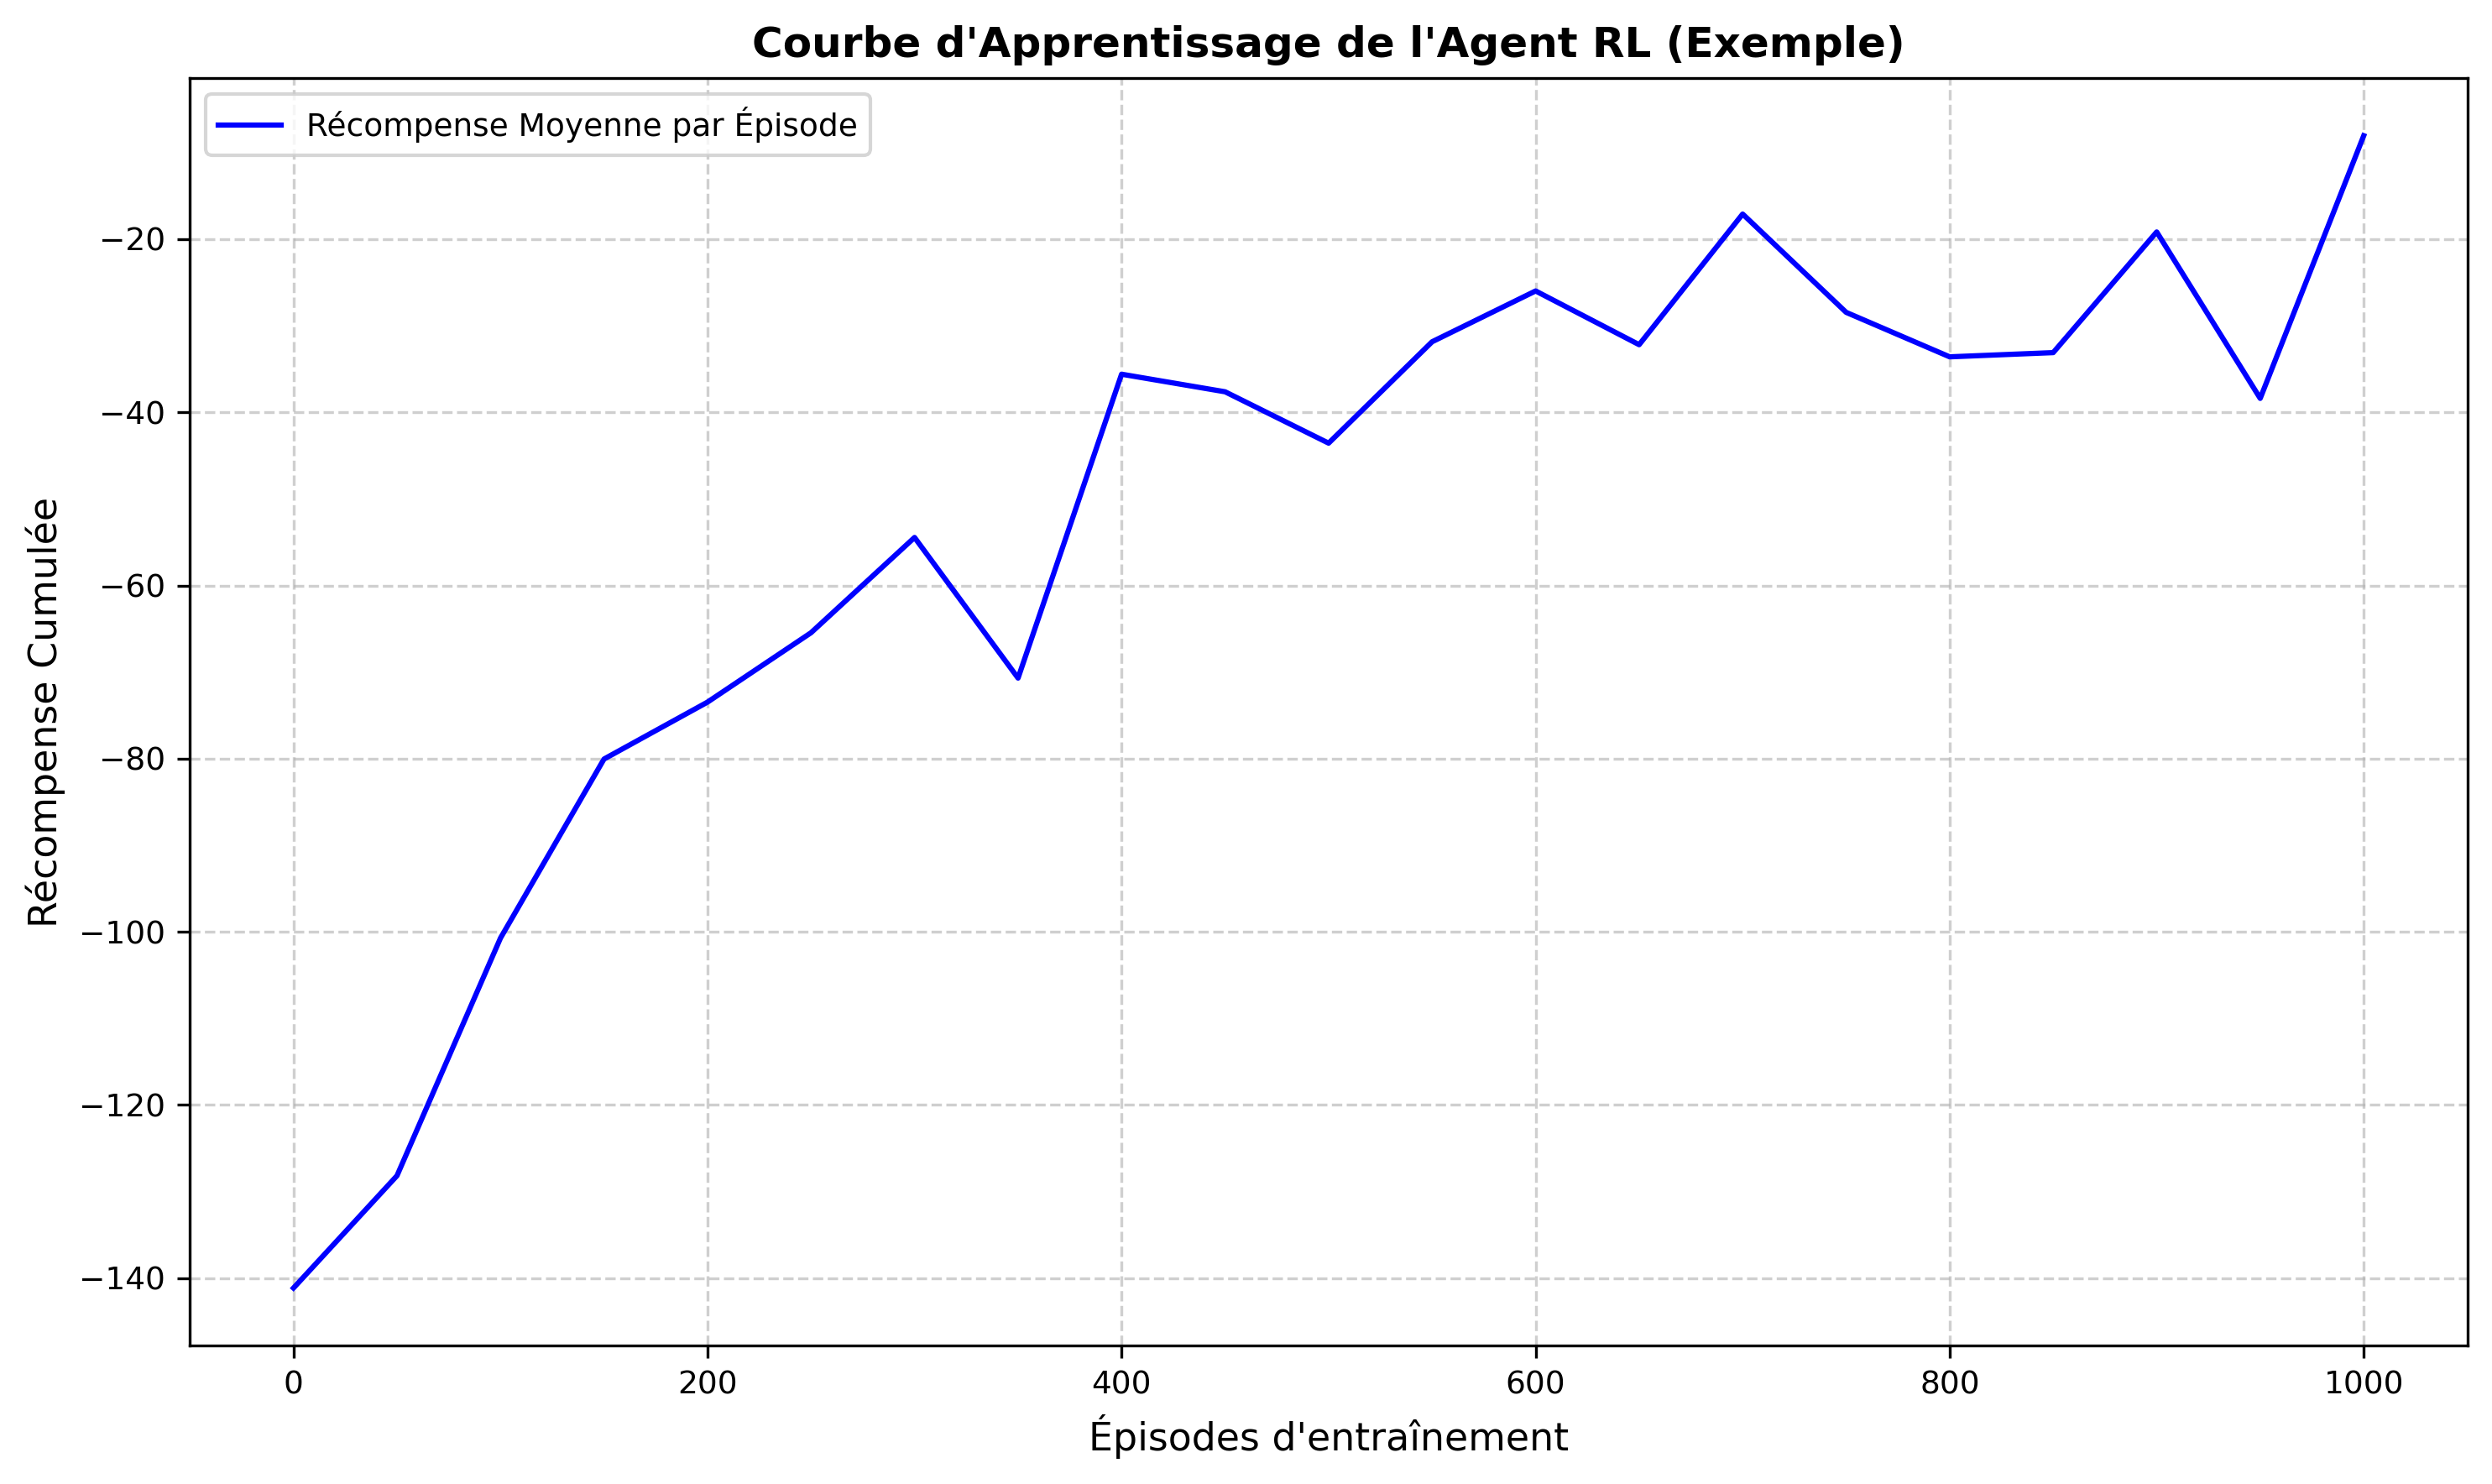 Courbe d'Apprentissage de l'Agent RL (Exemple)
Récompense Moyenne par Épisode
Récompense Cumulée
−20
−40
−60
−80
−100
−120
−140
0 200 400 600 800 1000
Épisodes d'entraînement